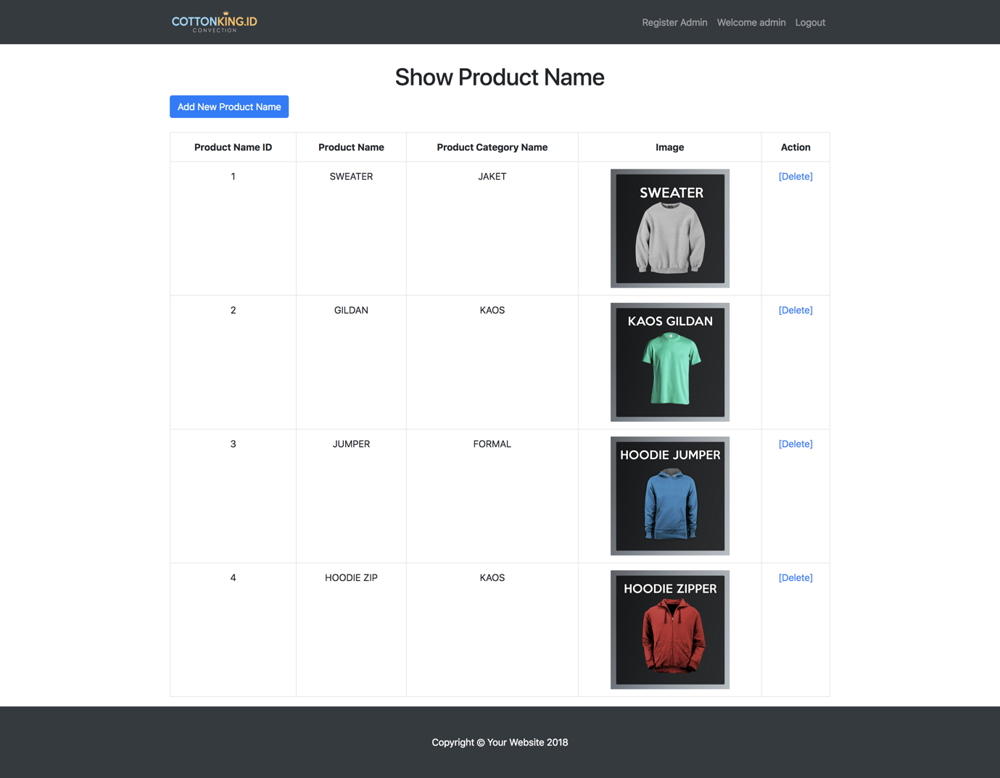 COTTONKING.ID
CONVECTION
Register Admin Welcome admin Logout
Show Product Name
Add New Product Name
Product Name ID Product Name Product Category Name Image Action
1 SWEATER JAKET [Delete]
SWEATER
2 GILDAN KAOS [Delete]
KAOS GILDAN
3 JUMPER FORMAL [Delete]
HOODIE JUMPER
4 HOODIE ZIP KAOS [Delete]
HOODIE ZIPPER
Copyright © Your Website 2018